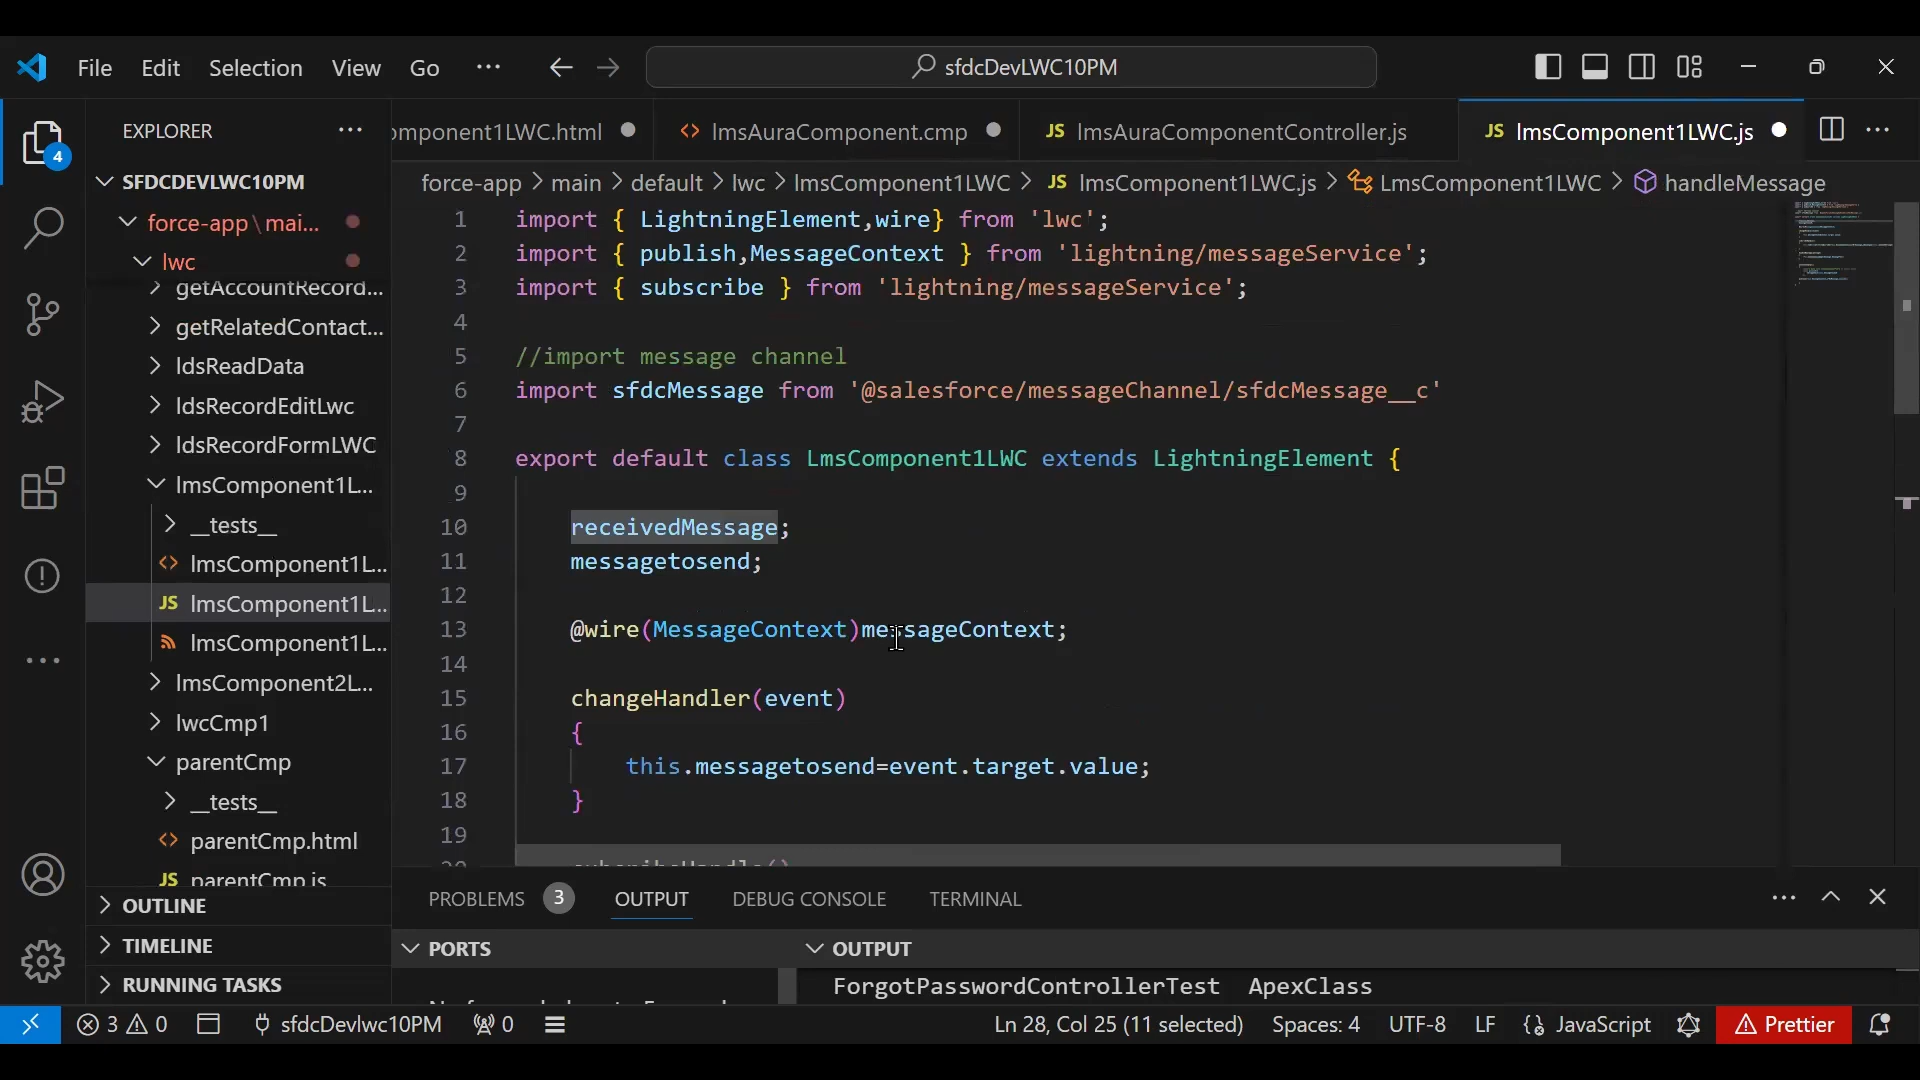 File Edit Selection View Go ··· sfdcDevLWC10PM
EXPLORER ···
omponent1LWC.html lmsAuraComponent.cmp JS lmsAuraComponentController.js JS lmsComponent1LWC.js ···
4
force-app > main > default > lwc > lmsComponent1LWC > JS lmsComponent1LWC.js > LmsComponent1LWC > handleMessage
SFDCDEVLWC10PM
force-app\mai...
lwc
getAccountRecord...
getRelatedContact...
ldsReadData
ldsRecordEditLwc
ldsRecordFormLWC
lmsComponent1L...
__tests__
<> lmsComponent1L...
JS lmsComponent1L...
lmsComponent1L...
lmsComponent2L...
lwcCmp1
parentCmp
__tests__
<> parentCmp.html
JS parentCmp.js
OUTLINE
TIMELINE
RUNNING TASKS
1 import { LightningElement,wire} from 'lwc';
2 import { publish,MessageContext } from 'lightning/messageService';
3 import { subscribe } from 'lightning/messageService';
4
5 //import message channel
6 import sfdcMessage from '@salesforce/messageChannel/sfdcMessage__c'
7
8 export default class LmsComponent1LWC extends LightningElement {
9
10 receivedMessage;
11 messagetosend;
12
13 @wire(MessageContext)messageContext;
14
15 changeHandler(event)
16 {
17 this.messagetosend=event.target.value;
18 }
19
PROBLEMS 3 OUTPUT DEBUG CONSOLE TERMINAL ···
PORTS
OUTPUT
ForgotPasswordControllerTest ApexClass
3 0 sfdcDevlwc10PM 0 Ln 28, Col 25 (11 selected) Spaces: 4 UTF-8 LF JavaScript Prettier